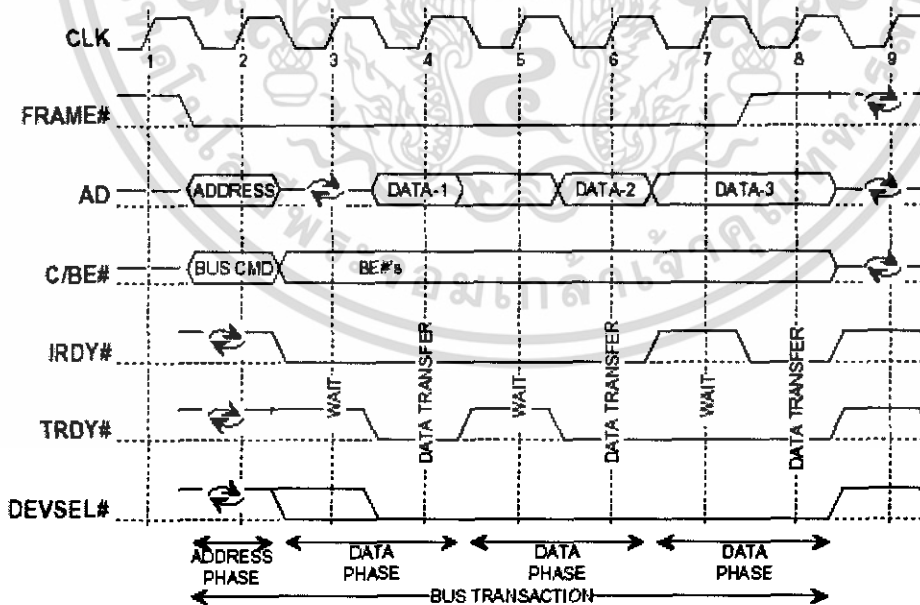 CLK
1 2 3 4 5 6 7 8 9
FRAME#
AD
ADDRESS
DATA-1
DATA-2
DATA-3
C/BE#
BUS CMD
BE#'s
IRDY#
TRDY#
WAIT
DATA TRANSFER
WAIT
DATA TRANSFER
WAIT
DATA TRANSFER
DEVSEL#
ADDRESS
PHASE
DATA
PHASE
DATA
PHASE
DATA
PHASE
BUS TRANSACTION